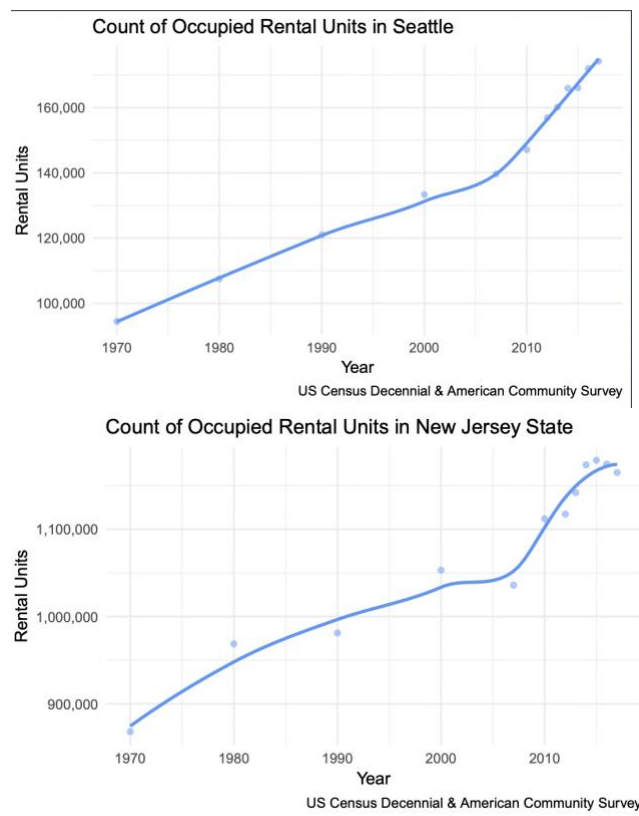 Count of Occupied Rental Units in Seattle
Rental Units
160,000
140,000
120,000
100,000
1970 1980 1990 2000 2010
Year
US Census Decennial & American Community Survey
Count of Occupied Rental Units in New Jersey State
Rental Units
1,100,000
1,000,000
900,000
1970 1980 1990 2000 2010
Year
US Census Decennial & American Community Survey